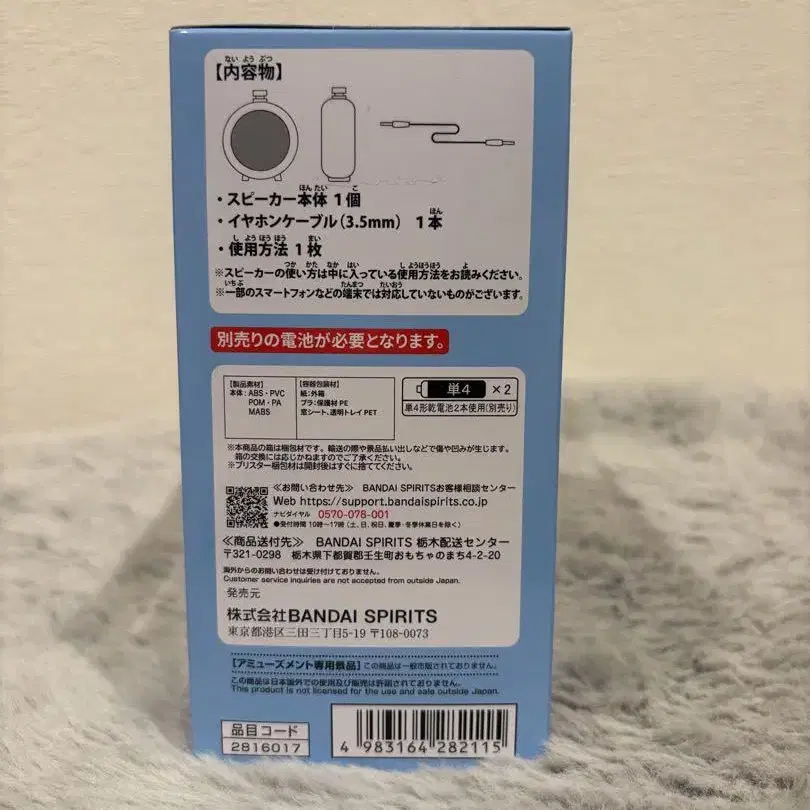 【内容物】
・スピーカー本体 1個
・イヤホンケーブル(3.5mm) 1本
・使用方法 1枚
※スピーカーの使い方は中に入っている使用方法をお読みください。
※一部のスマートフォンなどの端末では対応していないものがございます。
別売りの電池が必要となります。
【製品素材】
本体:ABS・PVC
POM・PA
MABS
【容器包装材】
紙:外箱
プラ:保護材 PE
窓シート、透明トレイ PET
単4 ×2
単4形乾電池2本使用(別売り)
※本商品の箱は梱包材です。輸送の際や景品払い出しなどで傷や凹みが生じます。
箱の交換には応じかねますのでご了承ください。
※ブリスター梱包材は開封後はすぐに捨ててください。
≪お問い合わせ先≫ BANDAI SPIRITSお客様相談センター
Web https://support.bandaispirits.co.jp
ナビダイヤル 0570-078-001
●受付時間 10時〜17時(土、日、祝日、夏季・冬季休業日を除く)
≪商品送付先≫ BANDAI SPIRITS 栃木配送センター
〒321-0298 栃木県下都賀郡壬生町おもちゃのまち4-2-20
海外からのお問い合わせは受け付けておりません。
Customer service inquiries are not accepted from outside Japan.
発売元
株式会社BANDAI SPIRITS
東京都港区三田三丁目5-19 〒108-0073
【アミューズメント専用景品】この商品は一般市販されておりません。
この商品は日本国外での使用及び販売は許諾されておりません。
This product is not licensed for the use and sale outside Japan.
品目コード
2816017
4 983164 282115